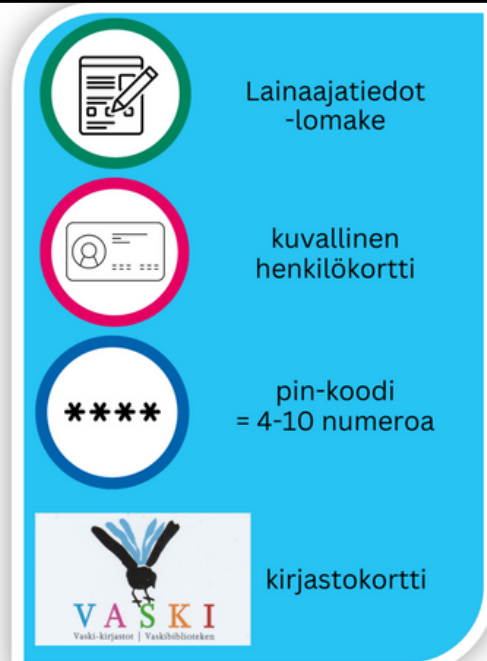 Lainaajatiedot
-lomake
kuvallinen
henkilökortti
****
pin-koodi
= 4-10 numeroa
VASKI
Vaski-kirjastot | Vaskibiblioteken
kirjastokortti